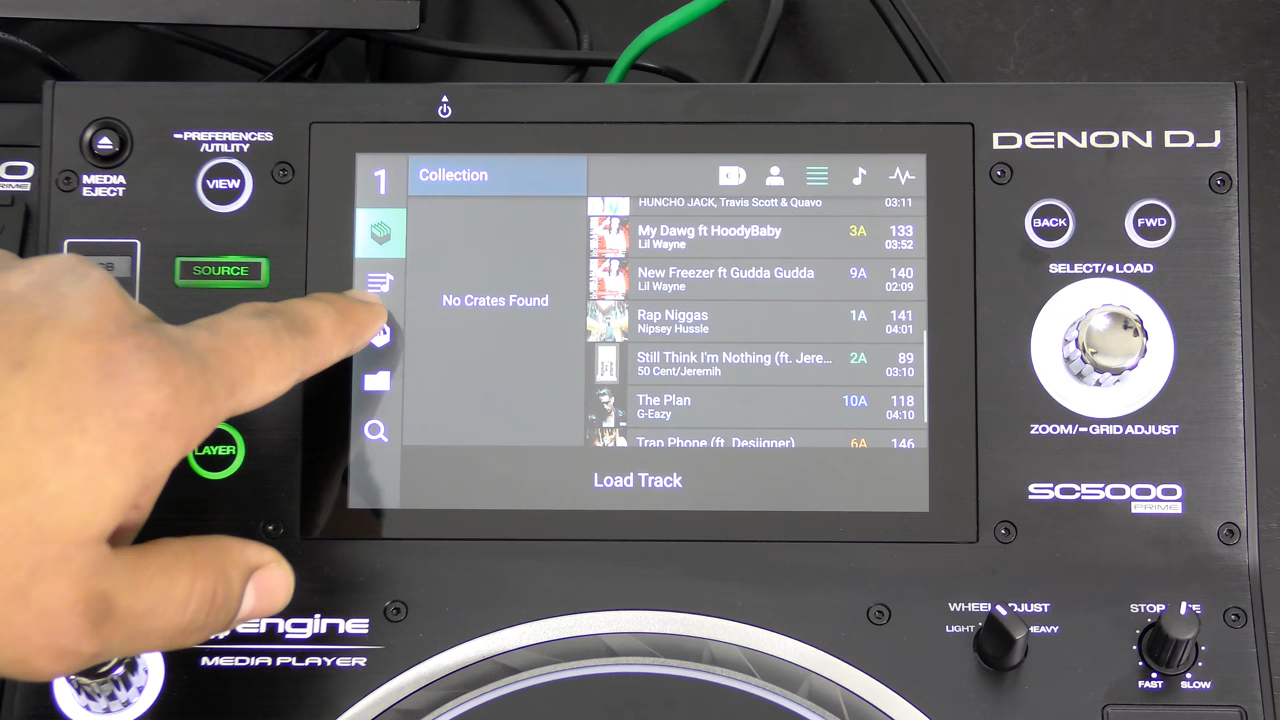 PREFERENCES
/UTILITY
VIEW
MEDIA
EJECT
PRIME
SOURCE
LAYER
engine
MEDIA PLAYER
1
Collection
No Crates Found
HUNCHO JACK, Travis Scott & Quavo 03:11
My Dawg ft HoodyBaby 3A 133
Lil Wayne 03:52
New Freezer ft Gudda Gudda 9A 140
Lil Wayne 02:09
Rap Niggas 1A 141
Nipsey Hussle 04:01
Still Think I'm Nothing (ft. Jere... 2A 89
50 Cent/Jeremih 03:10
The Plan 10A 118
G-Eazy 04:10
Trap Phone (ft. Desiigner) 6A 146
Load Track
DENON DJ
BACK
FWD
SELECT/•LOAD
ZOOM/–GRID ADJUST
SC5000
PRIME
WHEEL ADJUST
LIGHT
HEAVY
FAST
SLOW